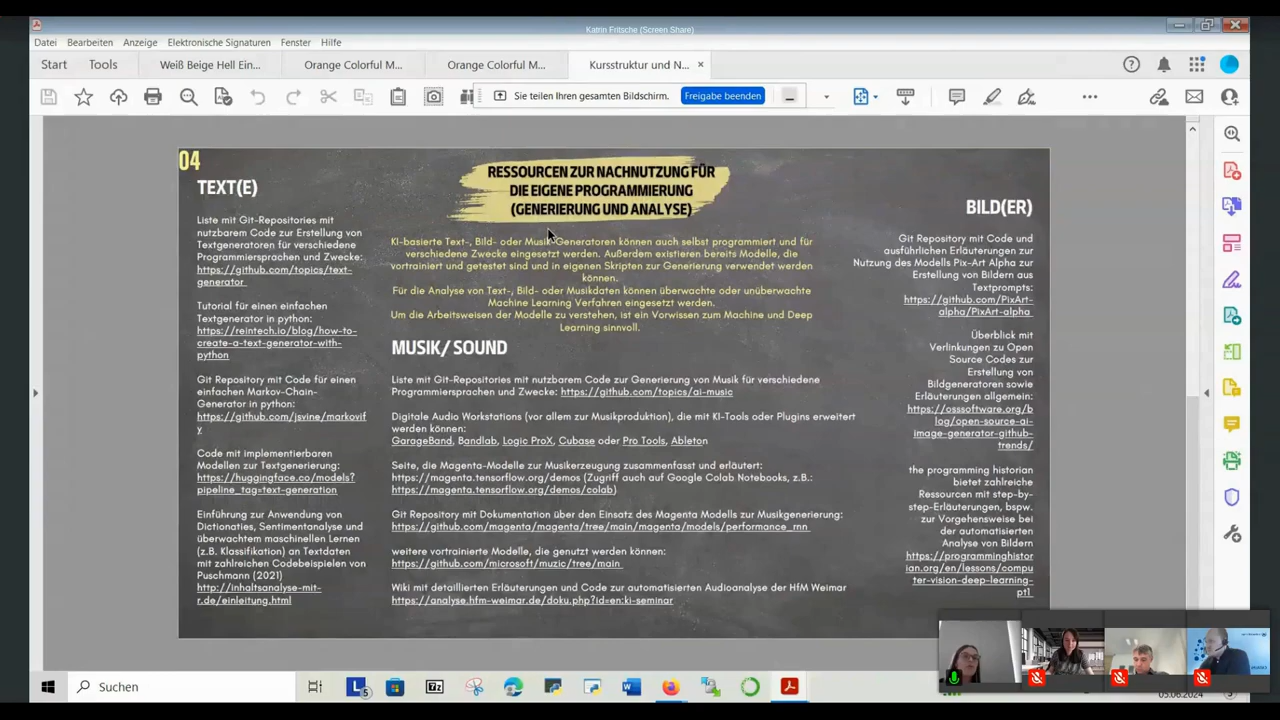 Katrin Fritsche (Screen Share)
Datei Bearbeiten Anzeige Elektronische Signaturen Fenster Hilfe
Start Tools Weiß Beige Hell Ein... Orange Colorful M... Orange Colorful M... Kursstruktur und N... ×
Sie teilen Ihren gesamten Bildschirm. Freigabe beenden
04
RESSOURCEN ZUR NACHNUTZUNG FÜR
DIE EIGENE PROGRAMMIERUNG
(GENERIERUNG UND ANALYSE)
KI-basierte Text-, Bild- oder Musik-Generatoren können auch selbst programmiert und für
verschiedene Zwecke eingesetzt werden. Außerdem existieren bereits Modelle, die
vortrainiert und getestet sind und in eigenen Skripten zur Generierung verwendet werden
können.
Für die Analyse von Text-, Bild- oder Musikdaten können überwachte oder unüberwachte
Machine Learning Verfahren eingesetzt werden.
Um die Arbeitsweisen der Modelle zu verstehen, ist ein Vorwissen zum Machine und Deep
Learning sinnvoll.
TEXT(E)
Liste mit Git-Repositories mit
nutzbarem Code zur Erstellung von
Textgeneratoren für verschiedene
Programmiersprachen und Zwecke:
https://github.com/topics/text-
generator
Tutorial für einen einfachen
Textgenerator in python:
https://reintech.io/blog/how-to-
create-a-text-generator-with-
python
Git Repository mit Code für einen
einfachen Markov-Chain-
Generator in python:
https://github.com/jsvine/markovif
y
Code mit implementierbaren
Modellen zur Textgenerierung:
https://huggingface.co/models?
pipeline_tag=text-generation
Einführung zur Anwendung von
Dictionaties, Sentimentanalyse und
überwachtem maschinellen Lernen
(z.B. Klassifikation) an Textdaten
mit zahlreichen Codebeispielen von
Puschmann (2021)
http://inhaltsanalyse-mit-
r.de/einleitung.html
MUSIK/ SOUND
Liste mit Git-Repositories mit nutzbarem Code zur Generierung von Musik für verschiedene
Programmiersprachen und Zwecke: https://github.com/topics/ai-music
Digitale Audio Workstations (vor allem zur Musikproduktion), die mit KI-Tools oder Plugins erweitert
werden können:
GarageBand, Bandlab, Logic ProX, Cubase oder Pro Tools, Ableton
Seite, die Magenta-Modelle zur Musikerzeugung zusammenfasst und erläutert:
https://magenta.tensorflow.org/demos (Zugriff auch auf Google Colab Notebooks, z.B.:
https://magenta.tensorflow.org/demos/colab)
Git Repository mit Dokumentation über den Einsatz des Magenta Modells zur Musikgenerierung:
https://github.com/magenta/magenta/tree/main/magenta/models/performance_rnn
weitere vortrainierte Modelle, die genutzt werden können:
https://github.com/microsoft/muzic/tree/main
Wiki mit detaillierten Erläuterungen und Code zur automatisierten Audioanalyse der HfM Weimar
https://analyse.hfm-weimar.de/doku.php?id=en:ki-seminar
BILD(ER)
Git Repository mit Code und
ausführlichen Erläuterungen zur
Nutzung des Modells Pix-Art Alpha zur
Erstellung von Bildern aus
Textprompts:
https://github.com/PixArt-
alpha/PixArt-alpha
Überblick mit
Verlinkungen zu Open
Source Codes zur
Erstellung von
Bildgeneratoren sowie
Erläuterungen allgemein:
https://osssoftware.org/b
log/open-source-ai-
image-generator-github-
trends/
the programming historian
bietet zahlreiche
Ressourcen mit step-by-
step-Erläuterungen, bspw.
zur Vorgehensweise bei
der automatisierten
Analyse von Bildern
https://programminghistor
ian.org/en/lessons/compu
ter-vision-deep-learning-
pt1
Suchen